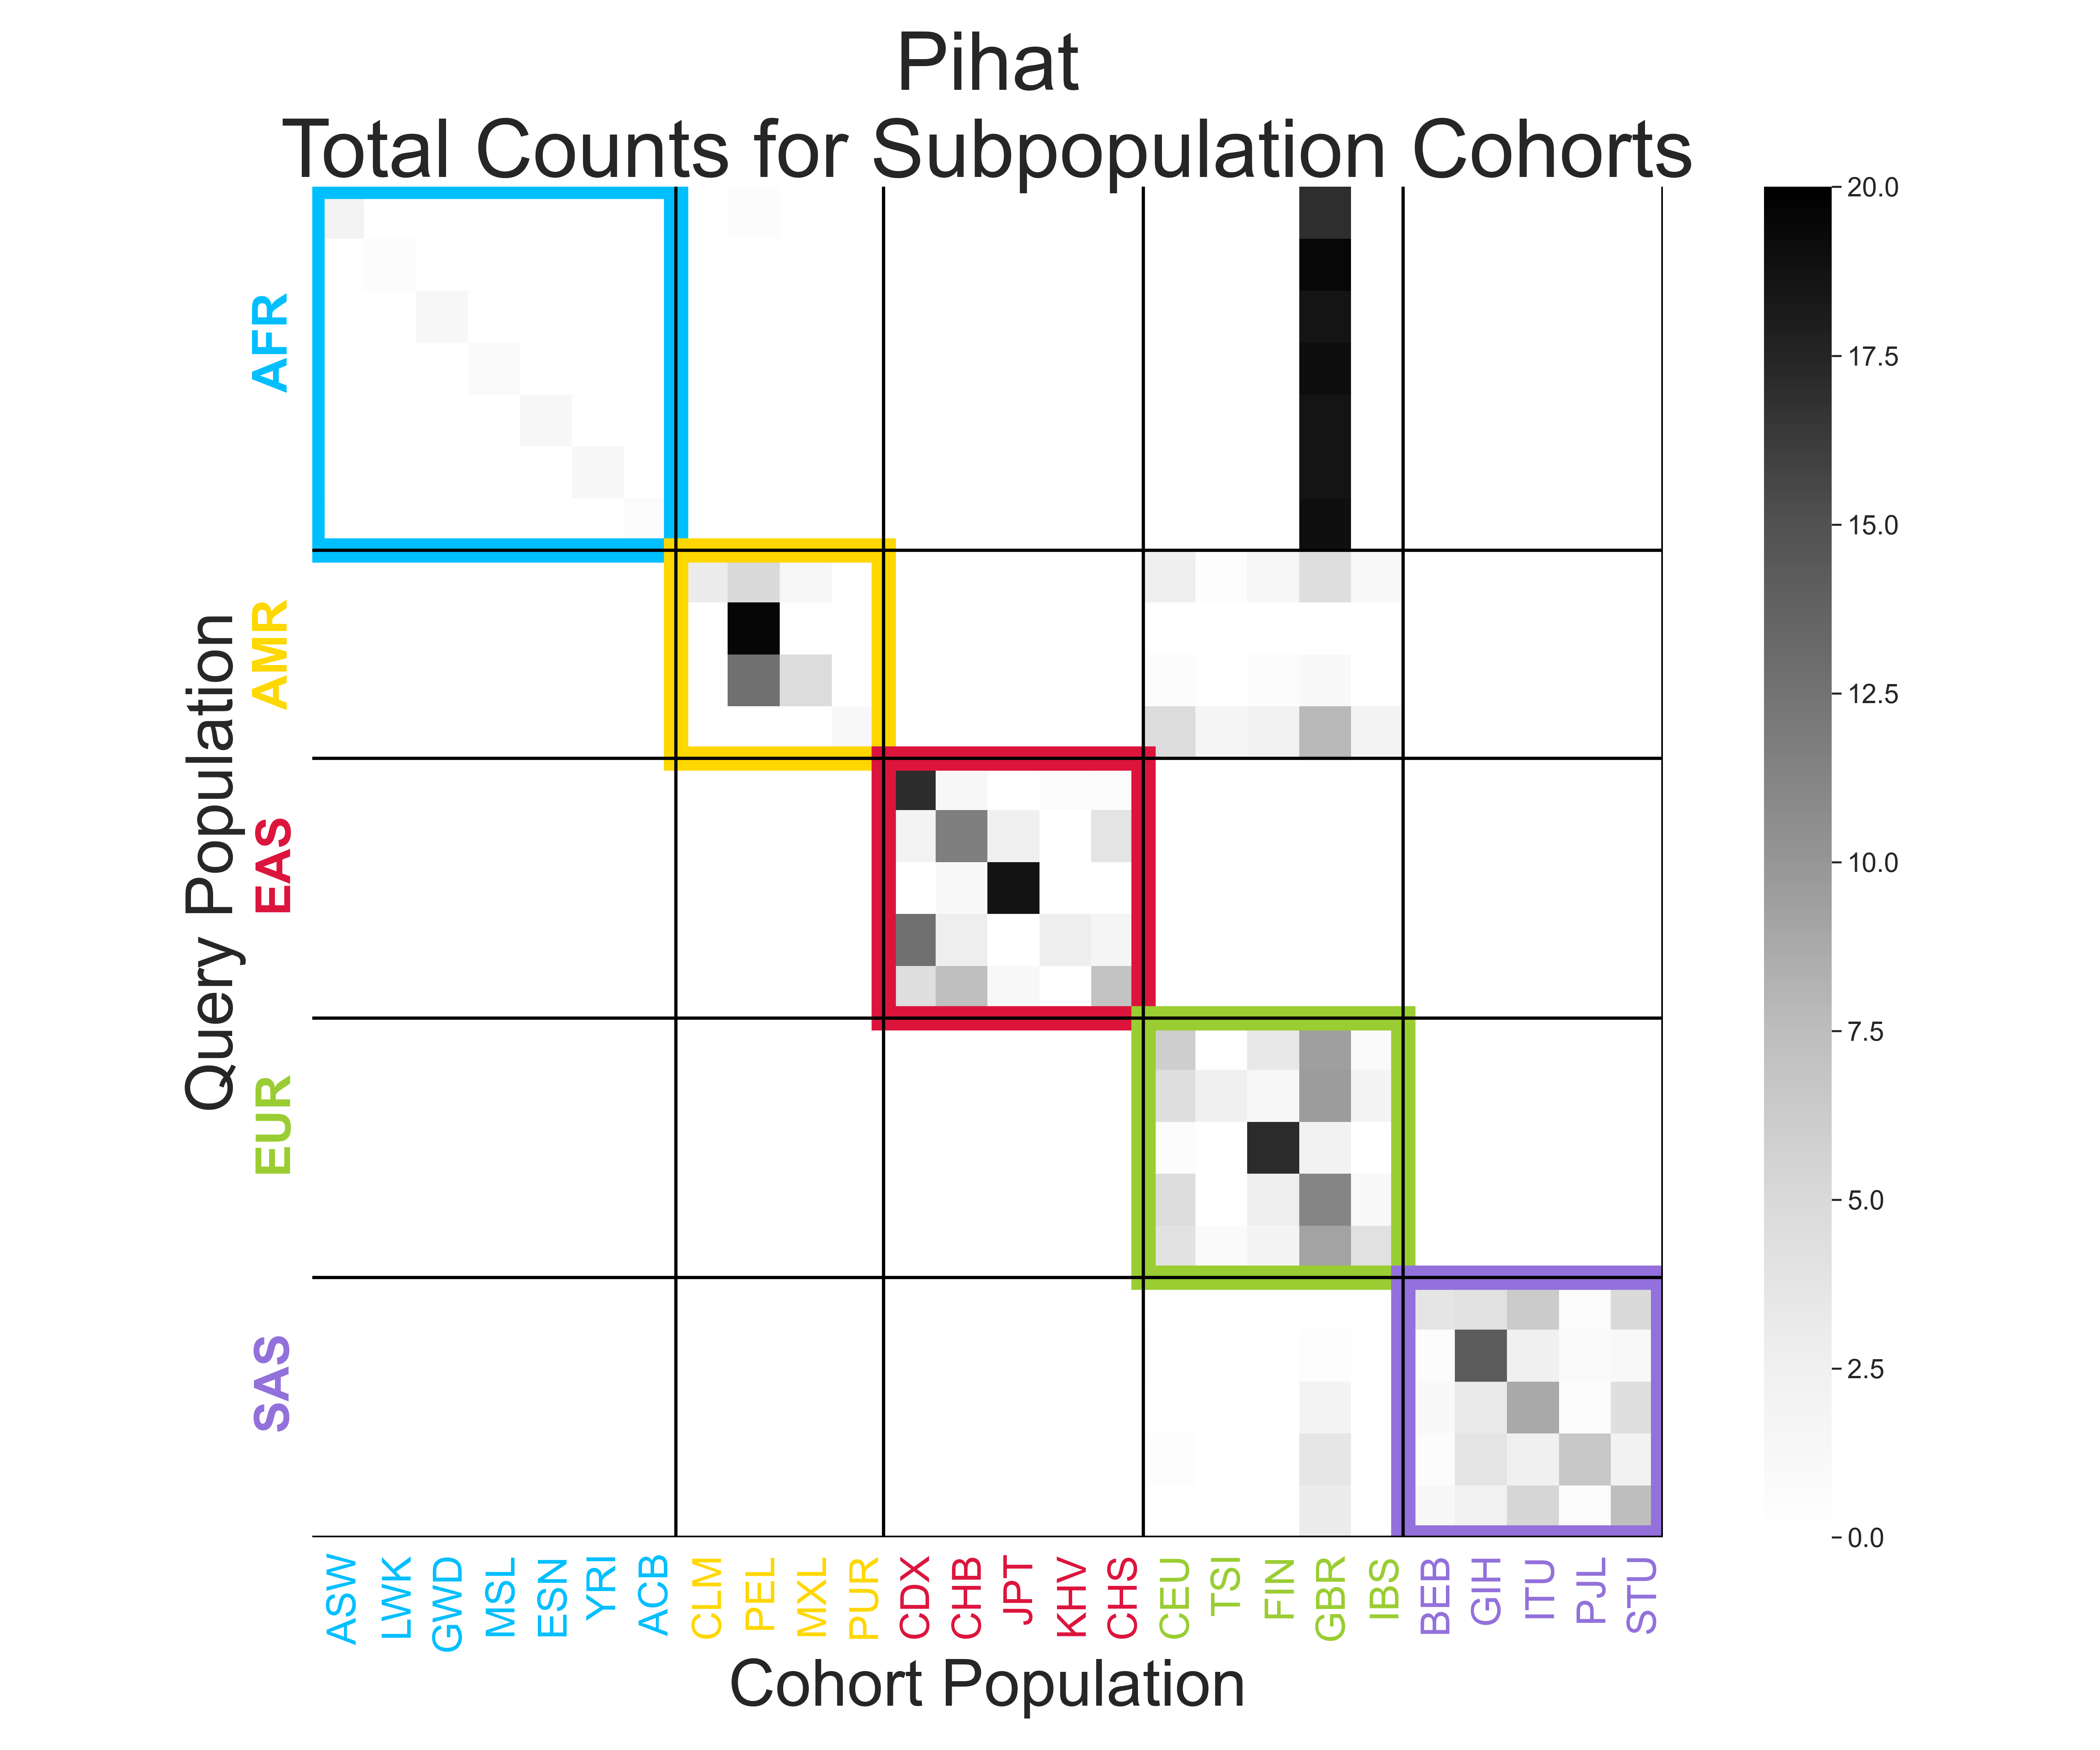 Pihat
Total Counts for Subpopulation Cohorts
Query Population
AFR
AMR
EAS
EUR
SAS
ASW
LWK
GWD
MSL
ESN
YRI
ACB
CLM
PEL
MXL
PUR
CDX
CHB
JPT
KHV
CHS
CEU
TSI
FIN
GBR
IBS
BEB
GIH
ITU
PJL
STU
Cohort Population
20.0
17.5
15.0
12.5
10.0
7.5
5.0
2.5
0.0